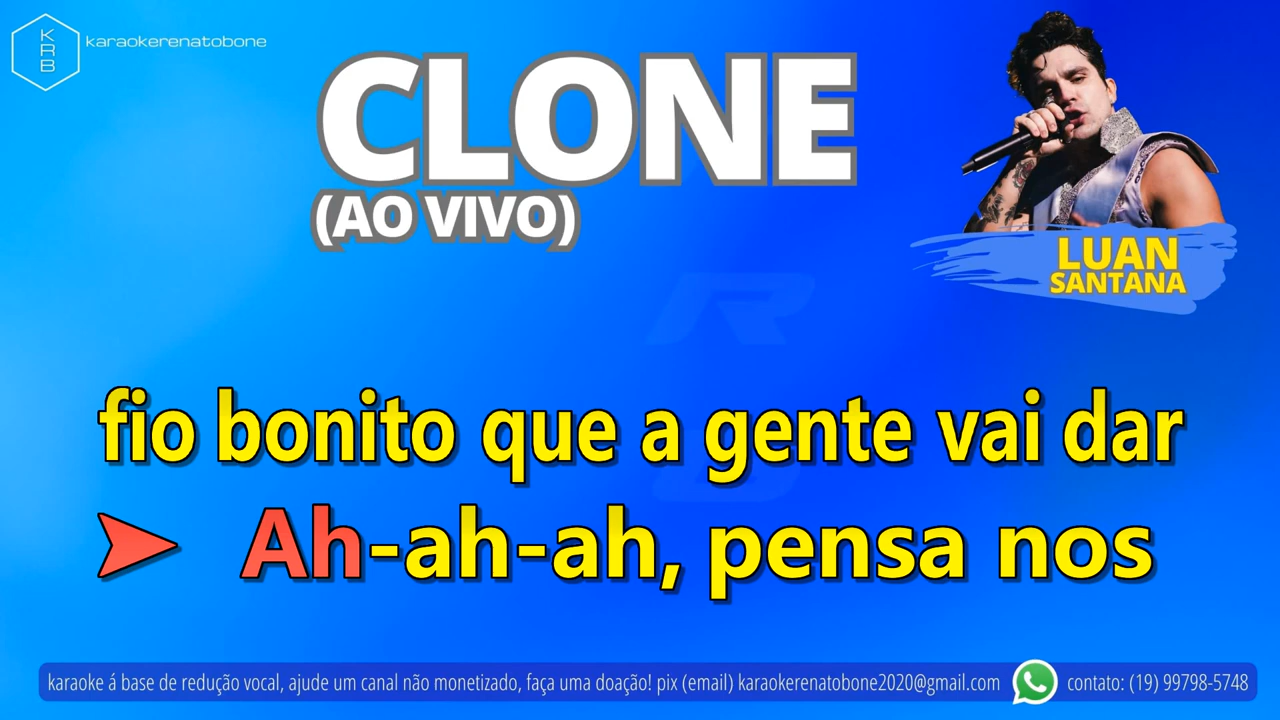 KRB
karaokerenatobone
CLONE
(AO VIVO)
LUAN
SANTANA
fio bonito que a gente vai dar
Ah-ah-ah, pensa nos
karaoke á base de redução vocal, ajude um canal não monetizado, faça uma doação! pix (email) karaokerenatobone2020@gmail.com contato: (19) 99798-5748